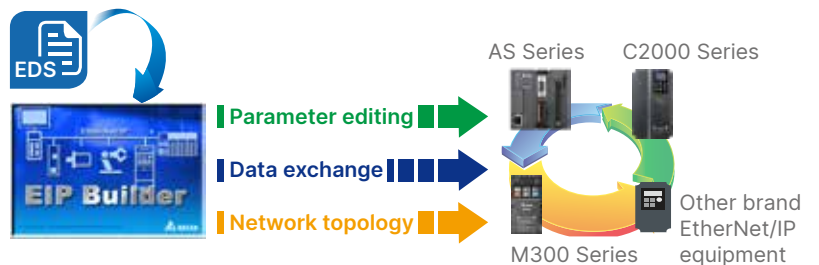 EDS
EIP Builder
Parameter editing
Data exchange
Network topology
AS Series
C2000 Series
M300 Series
Other brand
EtherNet/IP
equipment